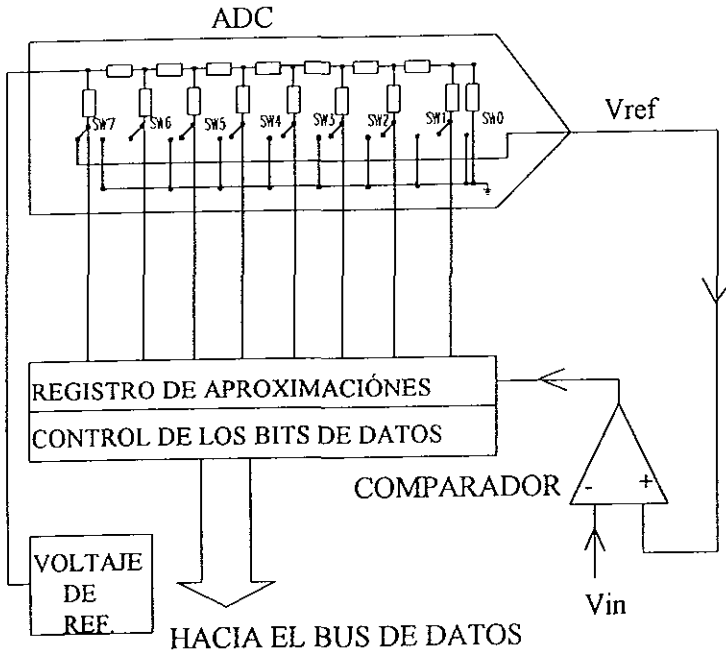 ADC
SW7 SW6 SW5 SW4 SW3 SW2 SW1 SW0
Vref
REGISTRO DE APROXIMACIÓNES
CONTROL DE LOS BITS DE DATOS
COMPARADOR
- +
VOLTAJE
DE
REF.
Vin
HACIA EL BUS DE DATOS